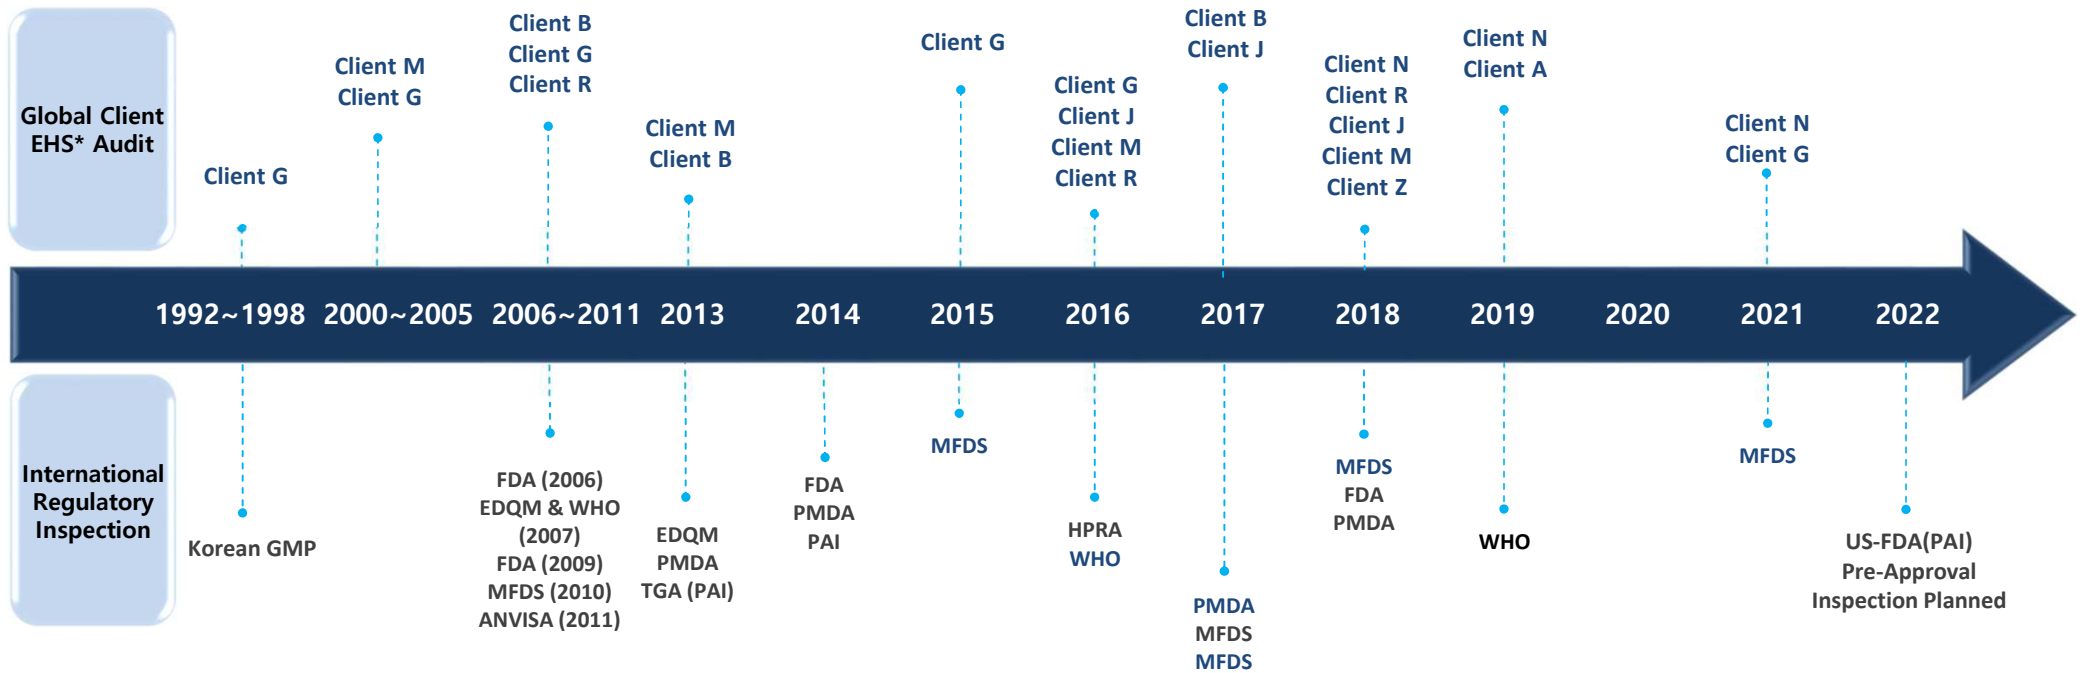 Global Client
EHS* Audit
Client G
Client M
Client G
Client B
Client G
Client R
Client M
Client B
Client G
Client G
Client J
Client M
Client R
Client B
Client J
Client N
Client R
Client J
Client M
Client Z
Client N
Client A
Client N
Client G
1992~1998
2000~2005
2006~2011
2013
2014
2015
2016
2017
2018
2019
2020
2021
2022
International
Regulatory
Inspection
Korean GMP
FDA (2006)
EDQM & WHO
(2007)
FDA (2009)
MFDS (2010)
ANVISA (2011)
EDQM
PMDA
TGA (PAI)
FDA
PMDA
PAI
MFDS
HPRA
WHO
PMDA
MFDS
MFDS
MFDS
FDA
PMDA
WHO
MFDS
US-FDA(PAI)
Pre-Approval
Inspection Planned